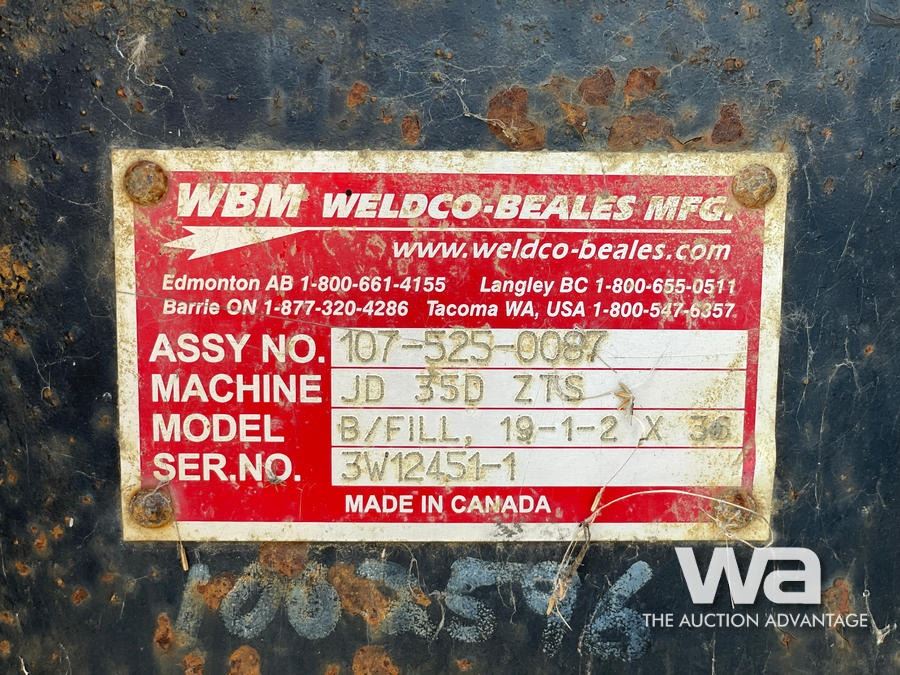 WBM WELDCO-BEALES MFG.
www.weldco-beales.com
Edmonton AB 1-800-661-4155 Langley BC 1-800-655-0511
Barrie ON 1-877-320-4286 Tacoma WA, USA 1-800-547-6357
ASSY NO. 107-525-0087
MACHINE JD 35D ZTS
MODEL B/FILL, 19-1-2 X 36
SER.NO. 3W12451-1
MADE IN CANADA
1007596
wa
THE AUCTION ADVANTAGE